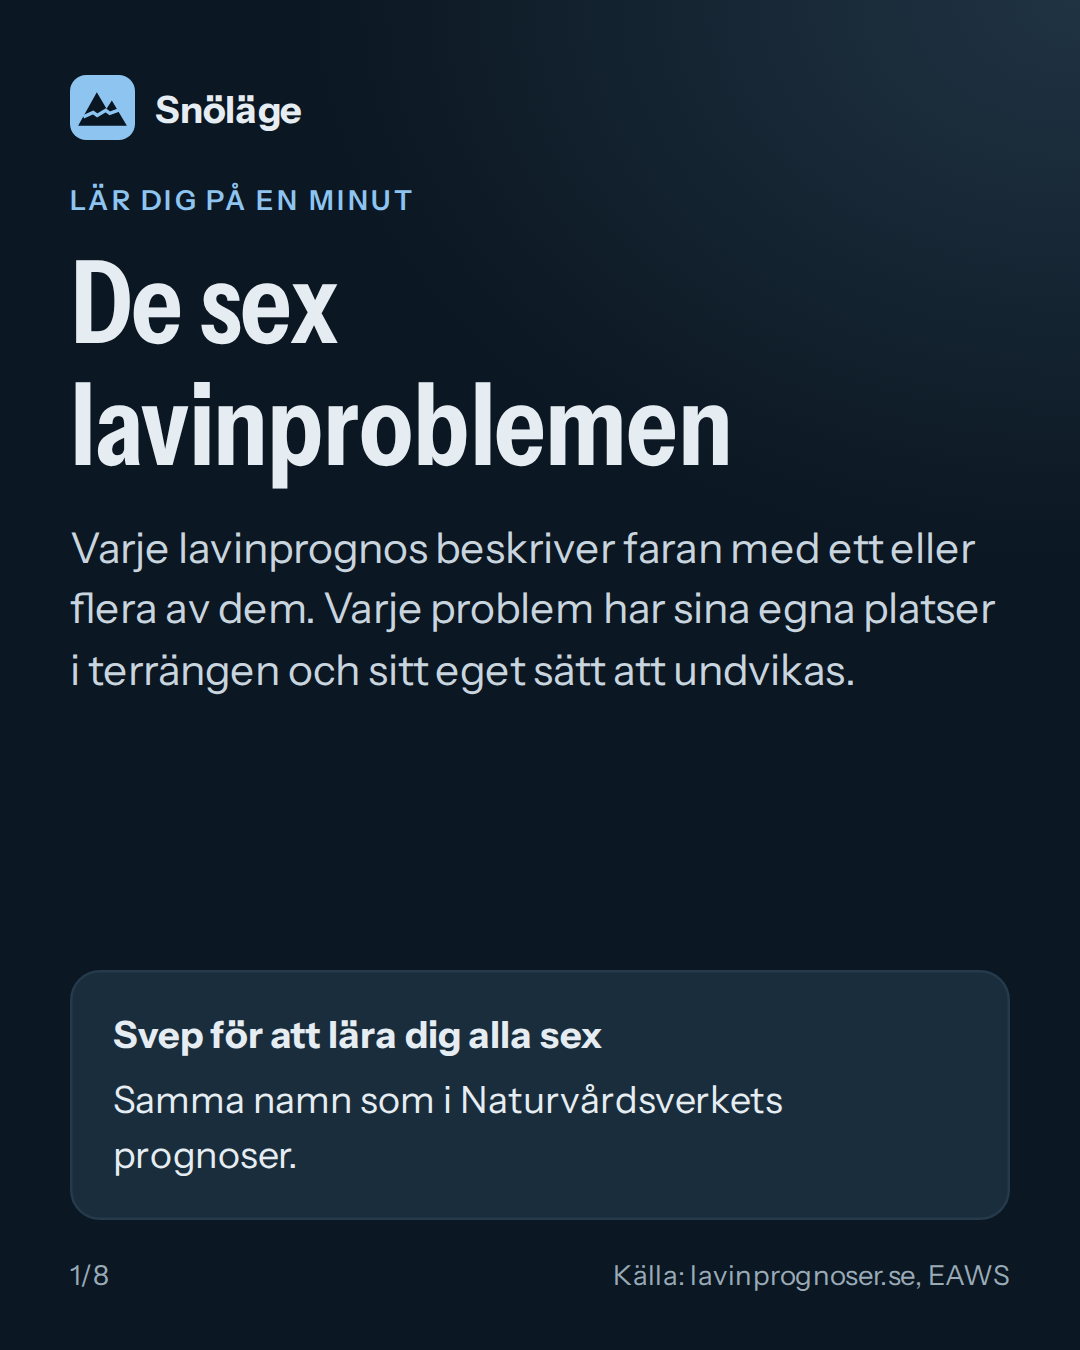 Snöläge
LÄR DIG PÅ EN MINUT
De sex
lavinproblemen
Varje lavinprognos beskriver faran med ett eller
flera av dem. Varje problem har sina egna platser
i terrängen och sitt eget sätt att undvikas.
Svep för att lära dig alla sex
Samma namn som i Naturvårdsverkets
prognoser.
1/8
Källa: lavinprognoser.se, EAWS